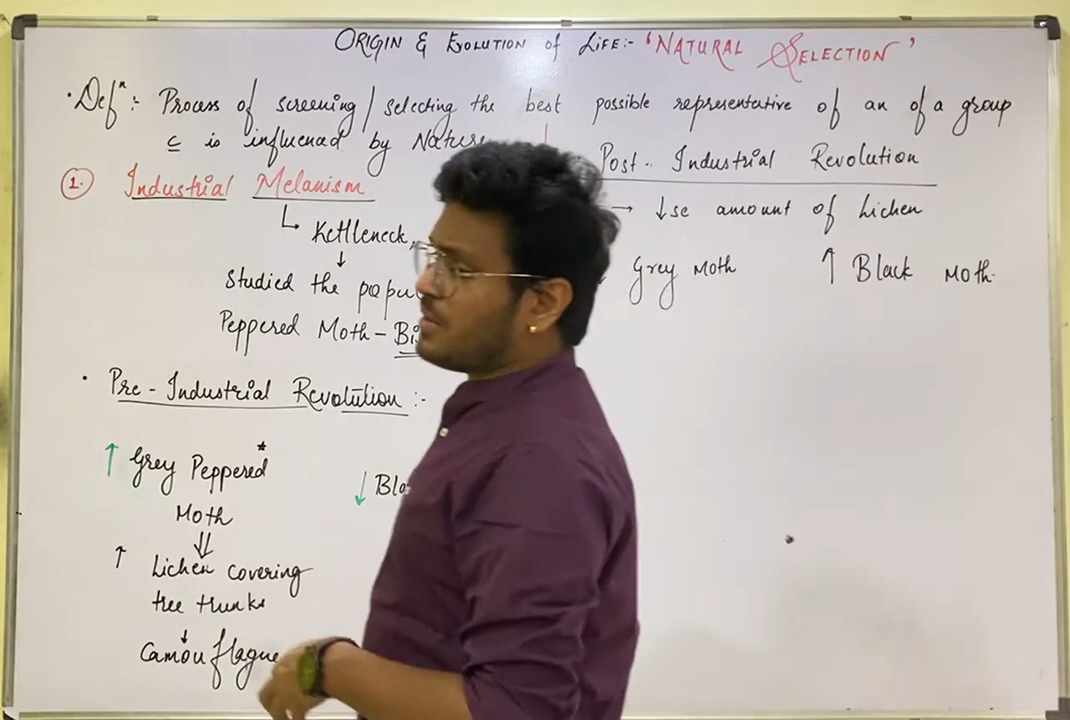 ORIGIN & EVOLUTION of LiFE:- 'NATURAL SELECTION'
• Defⁿ:- Process of screening / selecting the best possible representative of an of a group
c̲ is influenced by Nature
① Industrial Melanism
↳ Kettleneck,
↓
Studied the
Peppered Moth -
• Pre - Industrial Revolution :-
↑ Grey Peppered*
Moth
⇓
↑ Lichen covering
tree trunks
↓
Camouflague
↓
Post - Industrial Revolution
→ ↓se amount of Lichen
Grey Moth ↑ Black Moth.